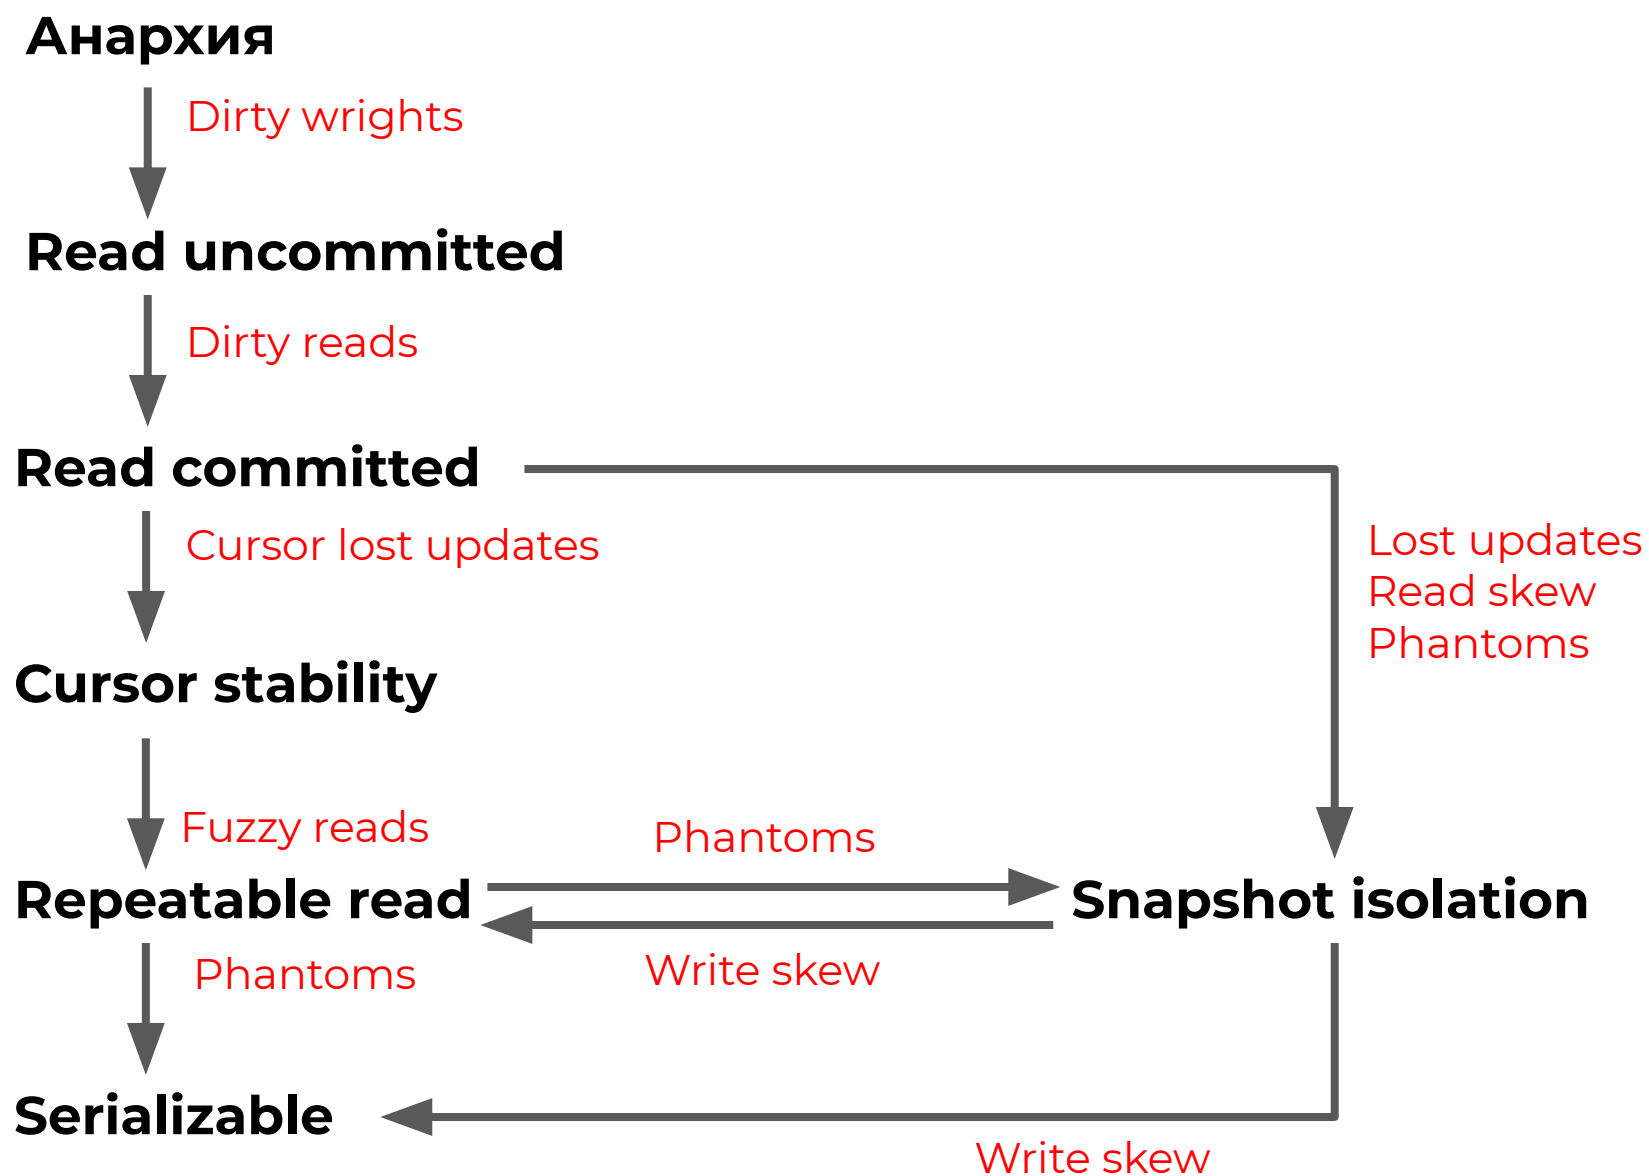 Анархия
Dirty wrights
Read uncommitted
Dirty reads
Read committed
Cursor lost updates
Lost updates
Read skew
Phantoms
Cursor stability
Fuzzy reads
Phantoms
Repeatable read
Snapshot isolation
Phantoms
Write skew
Serializable
Write skew